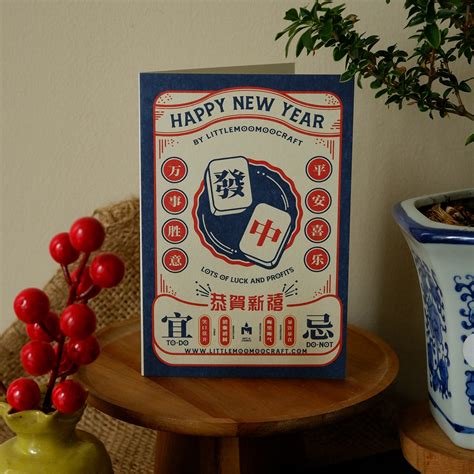 HAPPY NEW YEAR
BY LITTLEMOOMOOCRAFT
万事胜意
平安喜乐
發
中
LOTS OF LUCK AND PROFITS
恭賀新禧
宜
TO-DO
忌
DO-NOT
WWW.LITTLEMOOMOOCRAFT.COM